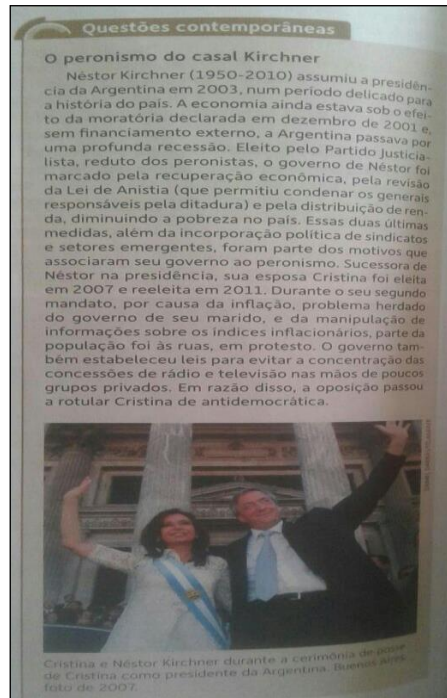 Questões contemporâneas
O peronismo do casal Kirchner
Néstor Kirchner (1950-2010) assumiu a presidên-
cia da Argentina em 2003, num período delicado para
a história do país. A economia ainda estava sob o efei-
to da moratória declarada em dezembro de 2001 e,
sem financiamento externo, a Argentina passava por
uma profunda recessão. Eleito pelo Partido Justicia-
lista, reduto dos peronistas, o governo de Néstor foi
marcado pela recuperação econômica, pela revisão
da Lei de Anistia (que permitiu condenar os generais
responsáveis pela ditadura) e pela distribuição de ren-
da, diminuindo a pobreza no país. Essas duas últimas
medidas, além da incorporação política de sindicatos
e setores emergentes, foram parte dos motivos que
associaram seu governo ao peronismo. Sucessora de
Néstor na presidência, sua esposa Cristina foi eleita
em 2007 e reeleita em 2011. Durante o seu segundo
mandato, por causa da inflação, problema herdado
do governo de seu marido, e da manipulação de
informações sobre os índices inflacionários, parte da
população foi às ruas, em protesto. O governo tam-
bém estabeleceu leis para evitar a concentração das
concessões de rádio e televisão nas mãos de poucos
grupos privados. Em razão disso, a oposição passou
a rotular Cristina de antidemocrática.
Cristina e Néstor Kirchner durante a cerimônia de posse
de Cristina como presidente da Argentina. Buenos Aires,
foto de 2007.